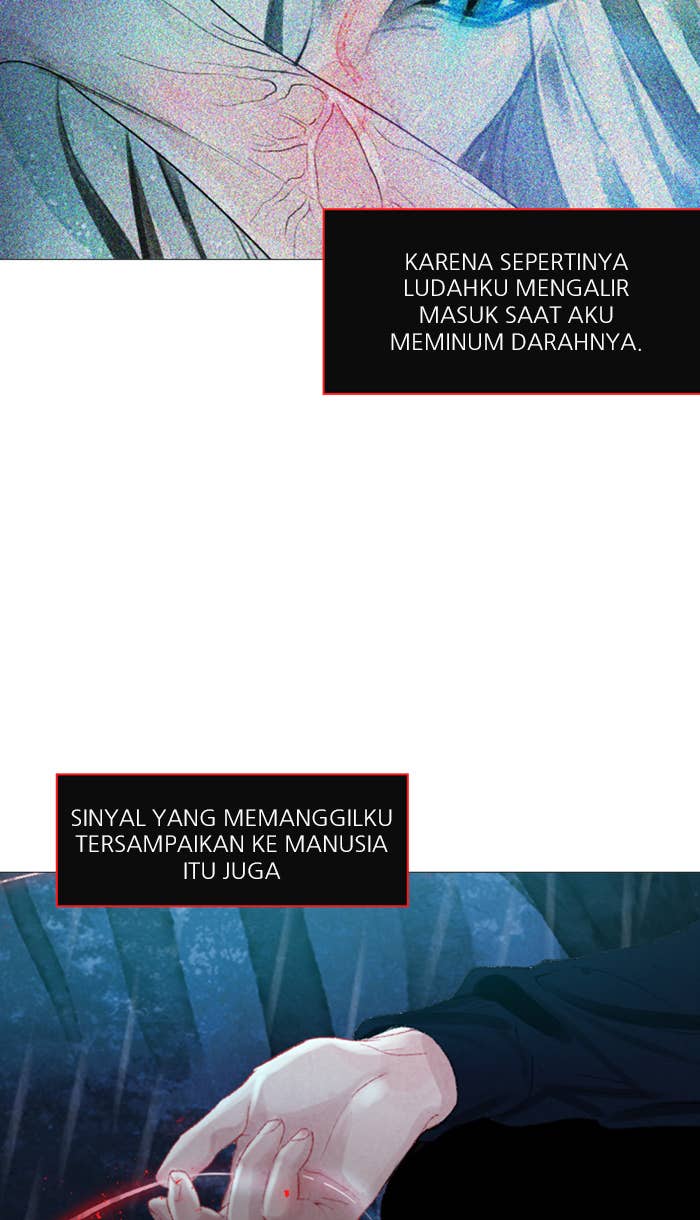 KARENA SEPERTINYA
LUDAHKU MENGALIR
MASUK SAAT AKU
MEMINUM DARAHNYA.
SINYAL YANG MEMANGGILKU
TERSAMPAIKAN KE MANUSIA
ITU JUGA